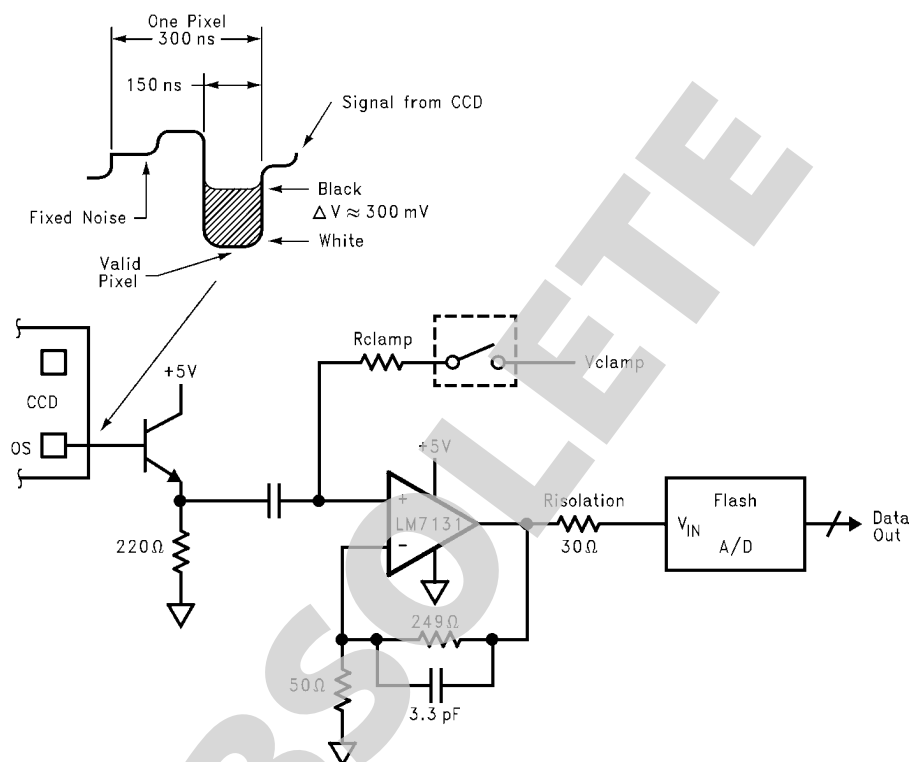 One Pixel
300 ns
150 ns
Signal from CCD
Black
Δ V ≈ 300 mV
White
Fixed Noise
Valid
Pixel
Rclamp
Vclamp
+5V
CCD
OS
+5V
+
LM7131
−
Risolation
30Ω
Flash
VIN
A/D
Data
Out
220Ω
249Ω
50Ω
3.3 pF
OBSOLETE